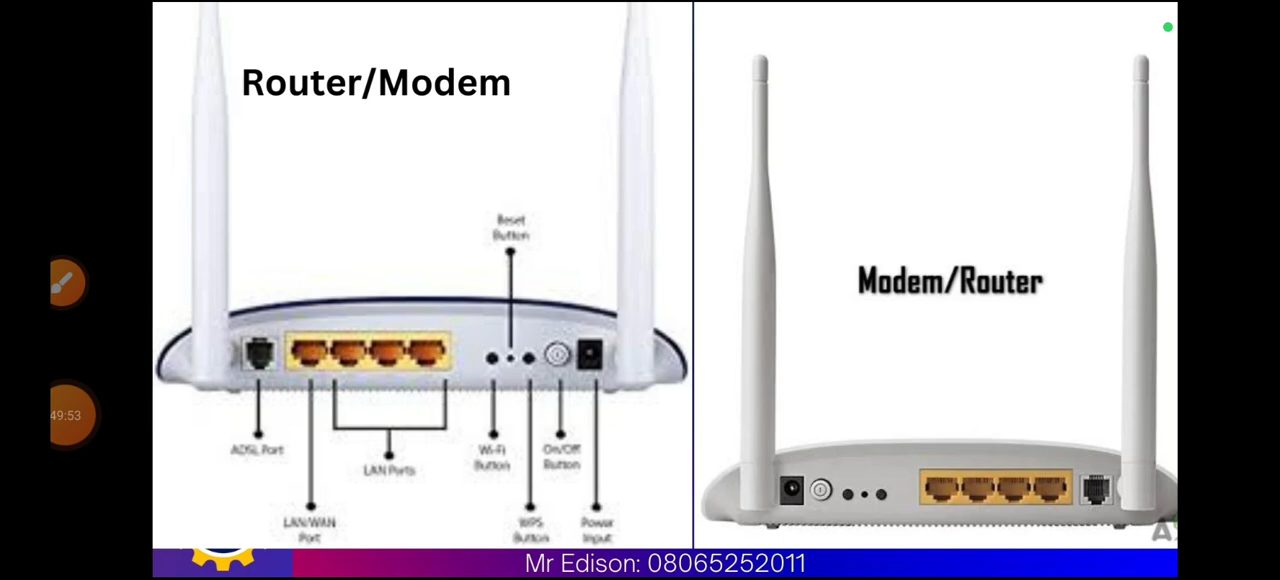 Router/Modem
Reset
Button
Modem/Router
ADSL Port
LAN Ports
Wi-Fi
Button
On/Off
Button
LAN/WAN
Port
WPS
Button
Power
Input
49:53
Mr Edison: 08065252011